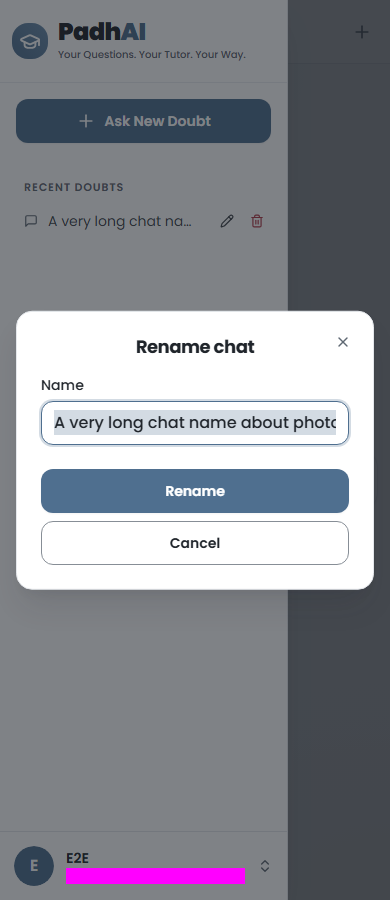 PadhAI
Your Questions. Your Tutor. Your Way.
Ask New Doubt
RECENT DOUBTS
A very long chat na...
Rename chat
Name
A very long chat name about photo
Rename
Cancel
E
E2E